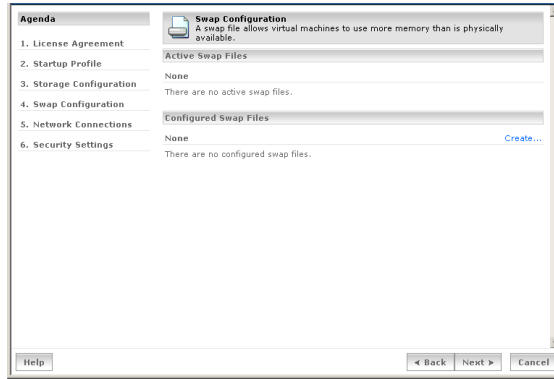 Agenda
1. License Agreement
2. Startup Profile
3. Storage Configuration
4. Swap Configuration
5. Network Connections
6. Security Settings
Swap Configuration
A swap file allows virtual machines to use more memory than is physically
available.
Active Swap Files
None
There are no active swap files.
Configured Swap Files
None Create...
There are no configured swap files.
Help Back Next Cancel